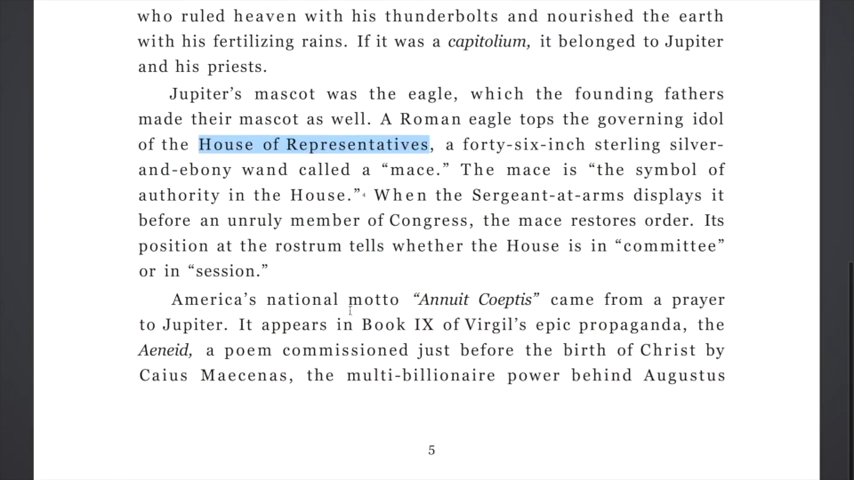 who ruled heaven with his thunderbolts and nourished the earth
with his fertilizing rains. If it was a capitolium, it belonged to Jupiter
and his priests.
Jupiter’s mascot was the eagle, which the founding fathers
made their mascot as well. A Roman eagle tops the governing idol
of the House of Representatives, a forty-six-inch sterling silver-
and-ebony wand called a “mace.” The mace is “the symbol of
authority in the House.”⁴ When the Sergeant-at-arms displays it
before an unruly member of Congress, the mace restores order. Its
position at the rostrum tells whether the House is in “committee”
or in “session.”
America’s national motto “Annuit Coeptis” came from a prayer
to Jupiter. It appears in Book IX of Virgil’s epic propaganda, the
Aeneid, a poem commissioned just before the birth of Christ by
Caius Maecenas, the multi-billionaire power behind Augustus
5